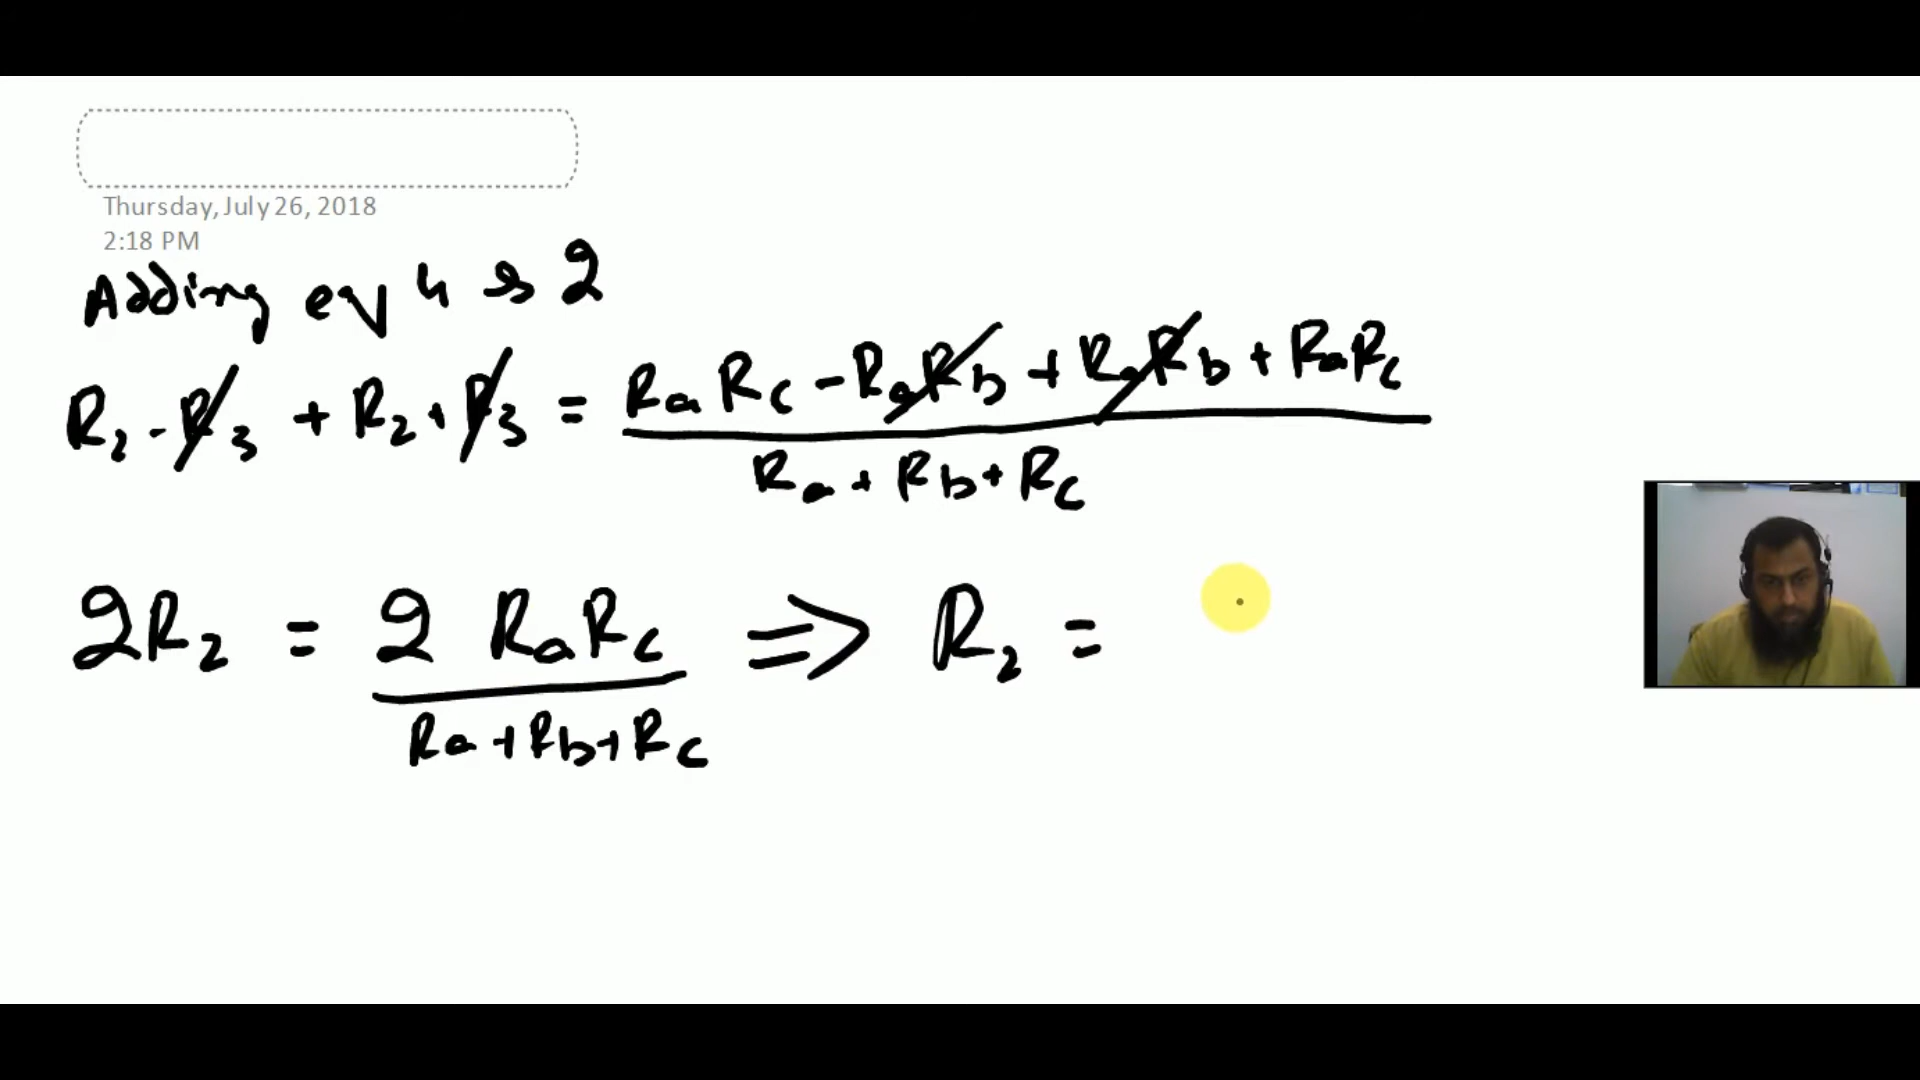 Thursday, July 26, 2018
2:18 PM
Adding eq 4 & 2
R₂ - R₃ + R₂ + R₃ = (RaRc - RaRb + RaRb + RaRc) / (Ra + Rb + Rc)
2R₂ = 2 RaRc / (Ra + Rb + Rc) ⇒ R₂ =